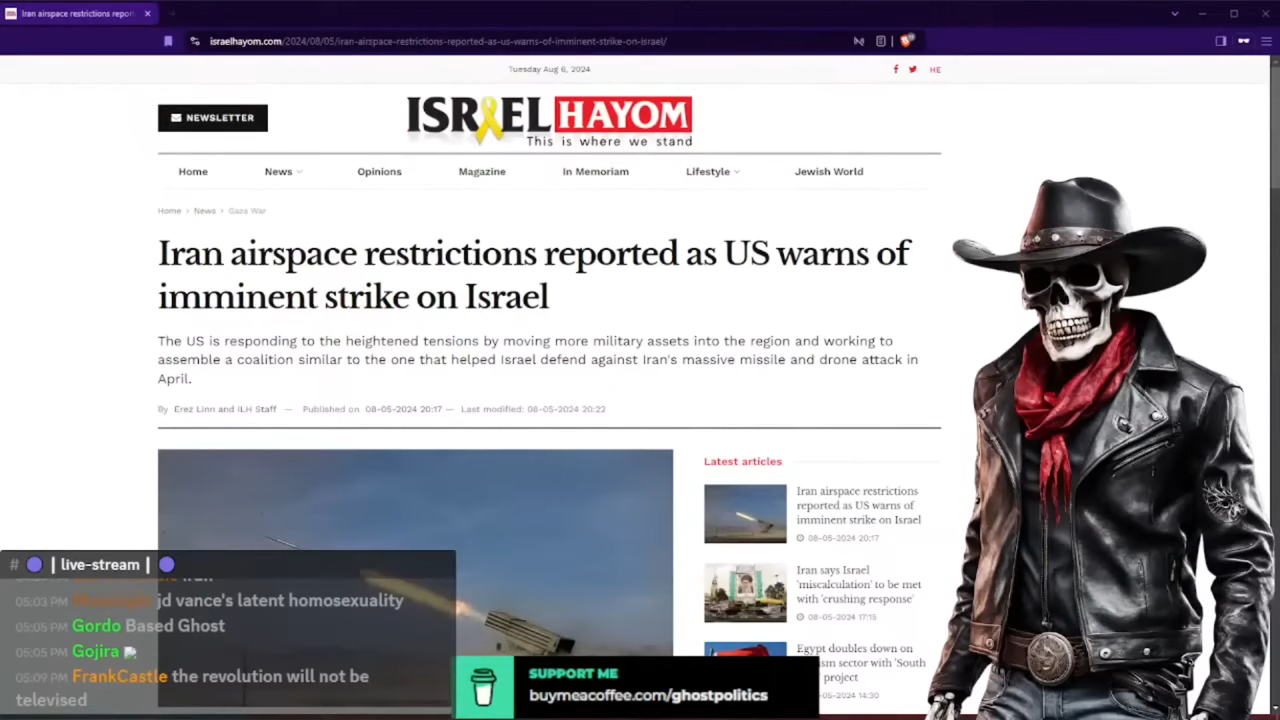 Iran airspace restrictions report
israelhayom.com/2024/08/05/iran-airspace-restrictions-reported-as-us-warns-of-imminent-strike-on-israel/
Tuesday Aug 6, 2024
HE
NEWSLETTER
ISRAEL HAYOM
This is where we stand
Home News Opinions Magazine In Memoriam Lifestyle Jewish World
Home > News > Gaza War
Iran airspace restrictions reported as US warns of
imminent strike on Israel
The US is responding to the heightened tensions by moving more military assets into the region and working to
assemble a coalition similar to the one that helped Israel defend against Iran's massive missile and drone attack in
April.
By Erez Linn and ILH Staff — Published on 08-05-2024 20:17 — Last modified: 08-05-2024 20:22
Latest articles
Iran airspace restrictions
reported as US warns of
imminent strike on Israel
08-05-2024 20:17
Iran says Israel
'miscalculation' to be met
with 'crushing response'
08-05-2024 17:15
Egypt doubles down on
sm sector with 'South
project
-05-2024 14:30
# | live-stream |
05:03 PM jd vance's latent homosexuality
05:05 PM Gordo Based Ghost
05:05 PM Gojira
05:09 PM FrankCastle the revolution will not be
televised
SUPPORT ME
buymeacoffee.com/ghostpolitics